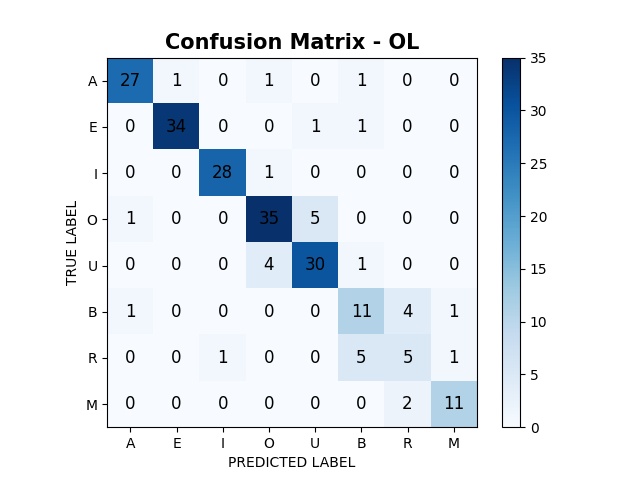 Confusion Matrix - OL
A 27 1 0 1 0 1 0 0
E 0 34 0 0 1 1 0 0
I 0 0 28 1 0 0 0 0
O 1 0 0 35 5 0 0 0
U 0 0 0 4 30 1 0 0
B 1 0 0 0 0 11 4 1
R 0 0 1 0 0 5 5 1
M 0 0 0 0 0 0 2 11
A E I O U B R M
TRUE LABEL
PREDICTED LABEL
35
30
25
20
15
10
5
0